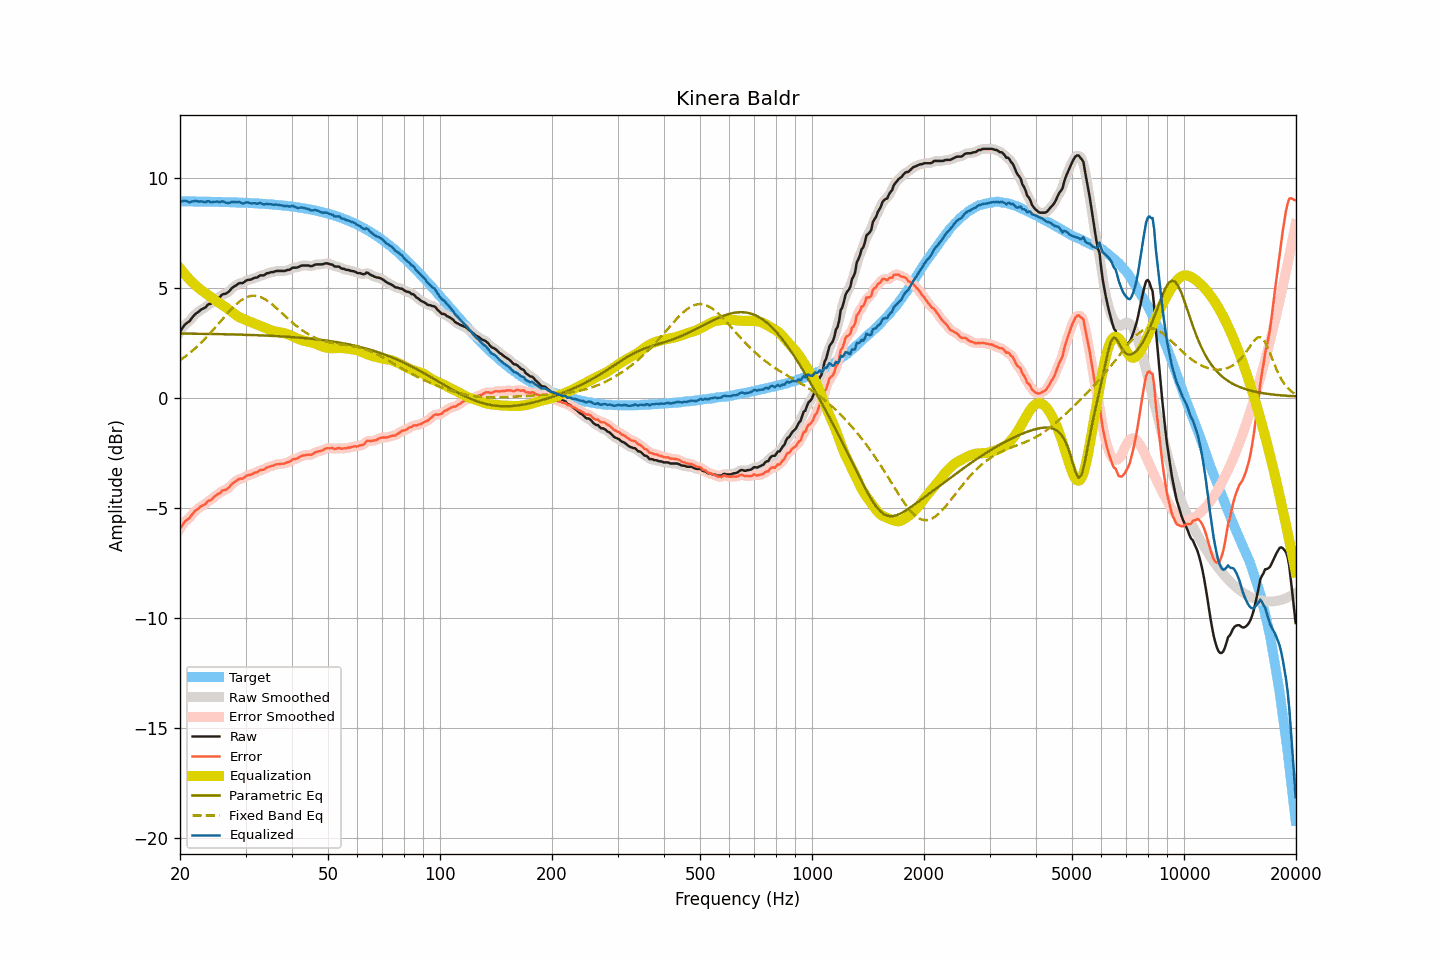 Kinera Baldr
Amplitude (dBr)
10
5
0
−5
−10
−15
−20
Target
Raw Smoothed
Error Smoothed
Raw
Error
Equalization
Parametric Eq
Fixed Band Eq
Equalized
20 50 100 200 500 1000 2000 5000 10000 20000
Frequency (Hz)